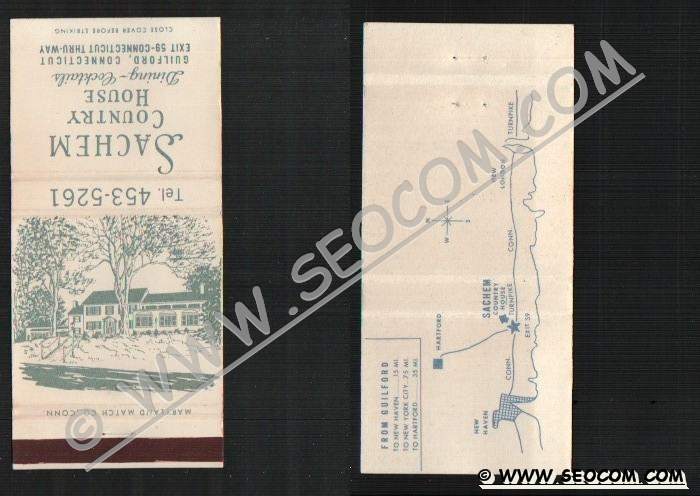 CLOSE COVER BEFORE STRIKING
EXIT 59-CONNECTICUT THRU-WAY
GUILFORD, CONNECTICUT
Dining-Cocktails
HOUSE
COUNTRY
SACHEM
Tel. 453-5261
MARYLAND MATCH CO., CONN.
TURNPIKE
NEW
LONDON
CONN.
N
E
S
W
SACHEM
COUNTRY
HOUSE
TURNPIKE
EXIT 59
HARTFORD
CONN.
NEW
HAVEN
FROM GUILFORD
TO NEW HAVEN 15 MI.
TO NEW YORK CITY 75 MI.
TO HARTFORD 35 MI.
© WWW.SEOCOM.COM
© WWW.SEOCOM.COM